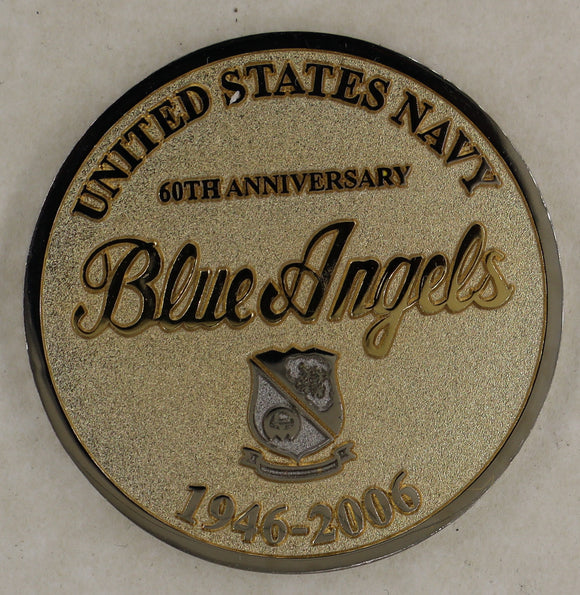 UNITED STATES NAVY
60TH ANNIVERSARY
Blue Angels
1946-2006